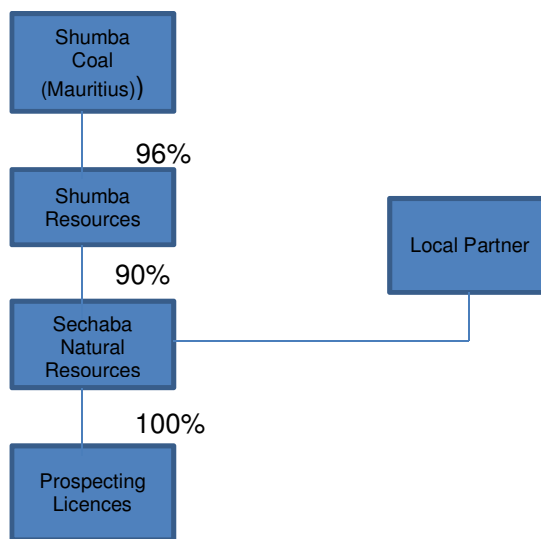 Shumba
Coal
(Mauritius))
96%
Shumba
Resources
Local Partner
90%
Sechaba
Natural
Resources
100%
Prospecting
Licences